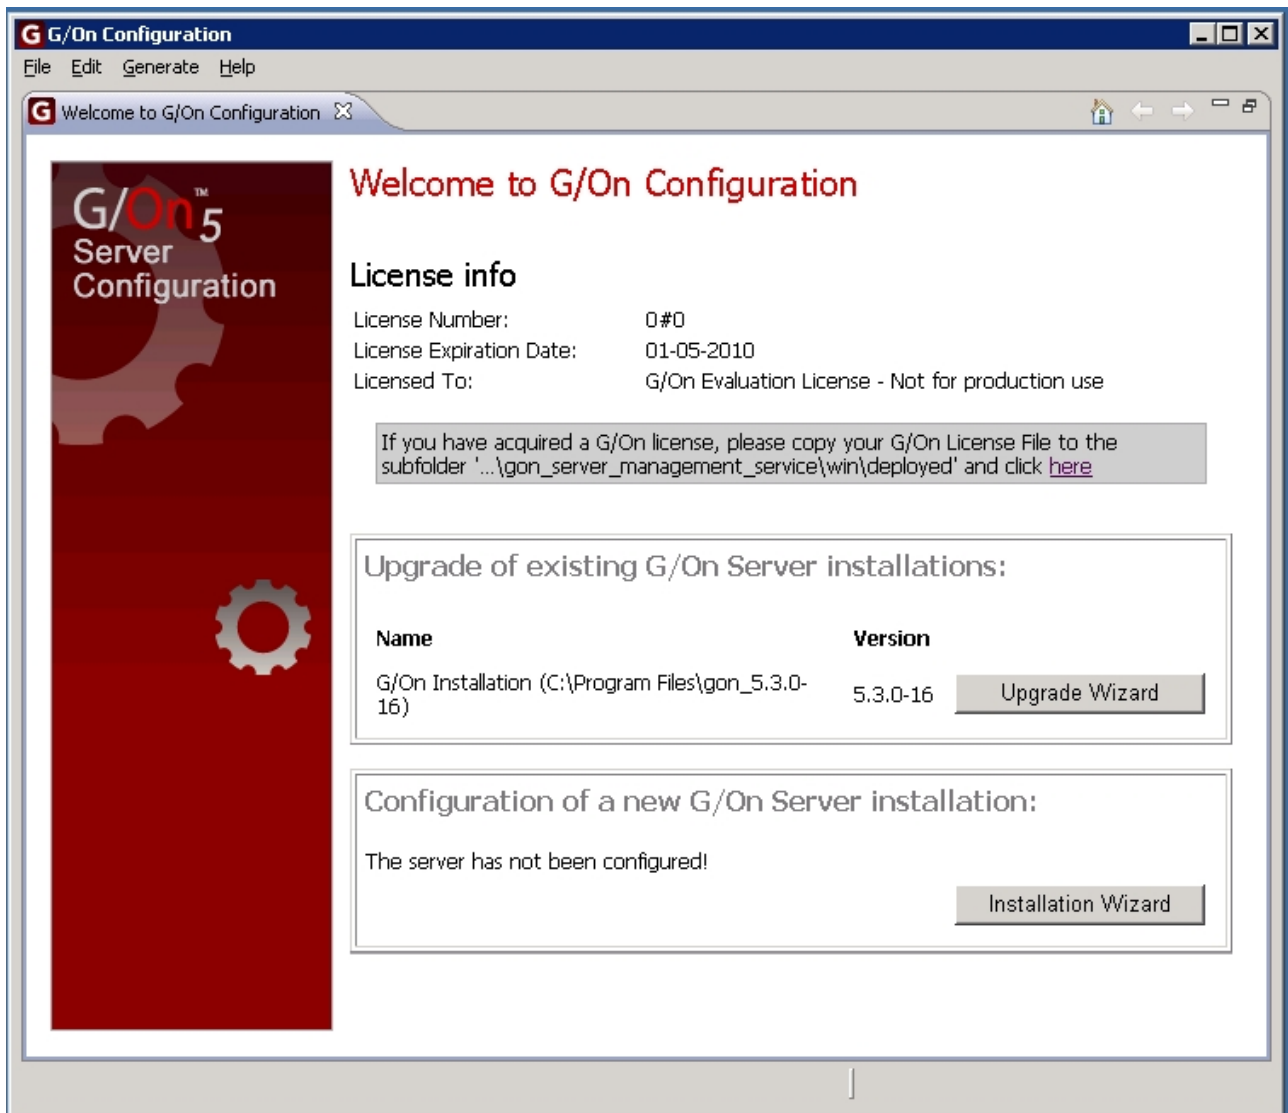 G G/On Configuration
File Edit Generate Help
G Welcome to G/On Configuration
G/On™5
Server
Configuration
Welcome to G/On Configuration
License info
License Number: 0#0
License Expiration Date: 01-05-2010
Licensed To: G/On Evaluation License - Not for production use
If you have acquired a G/On license, please copy your G/On License File to the
subfolder '...\gon_server_management_service\win\deployed' and click here
Upgrade of existing G/On Server installations:
Name Version
G/On Installation (C:\Program Files\gon_5.3.0-
16) 5.3.0-16 Upgrade Wizard
Configuration of a new G/On Server installation:
The server has not been configured!
Installation Wizard